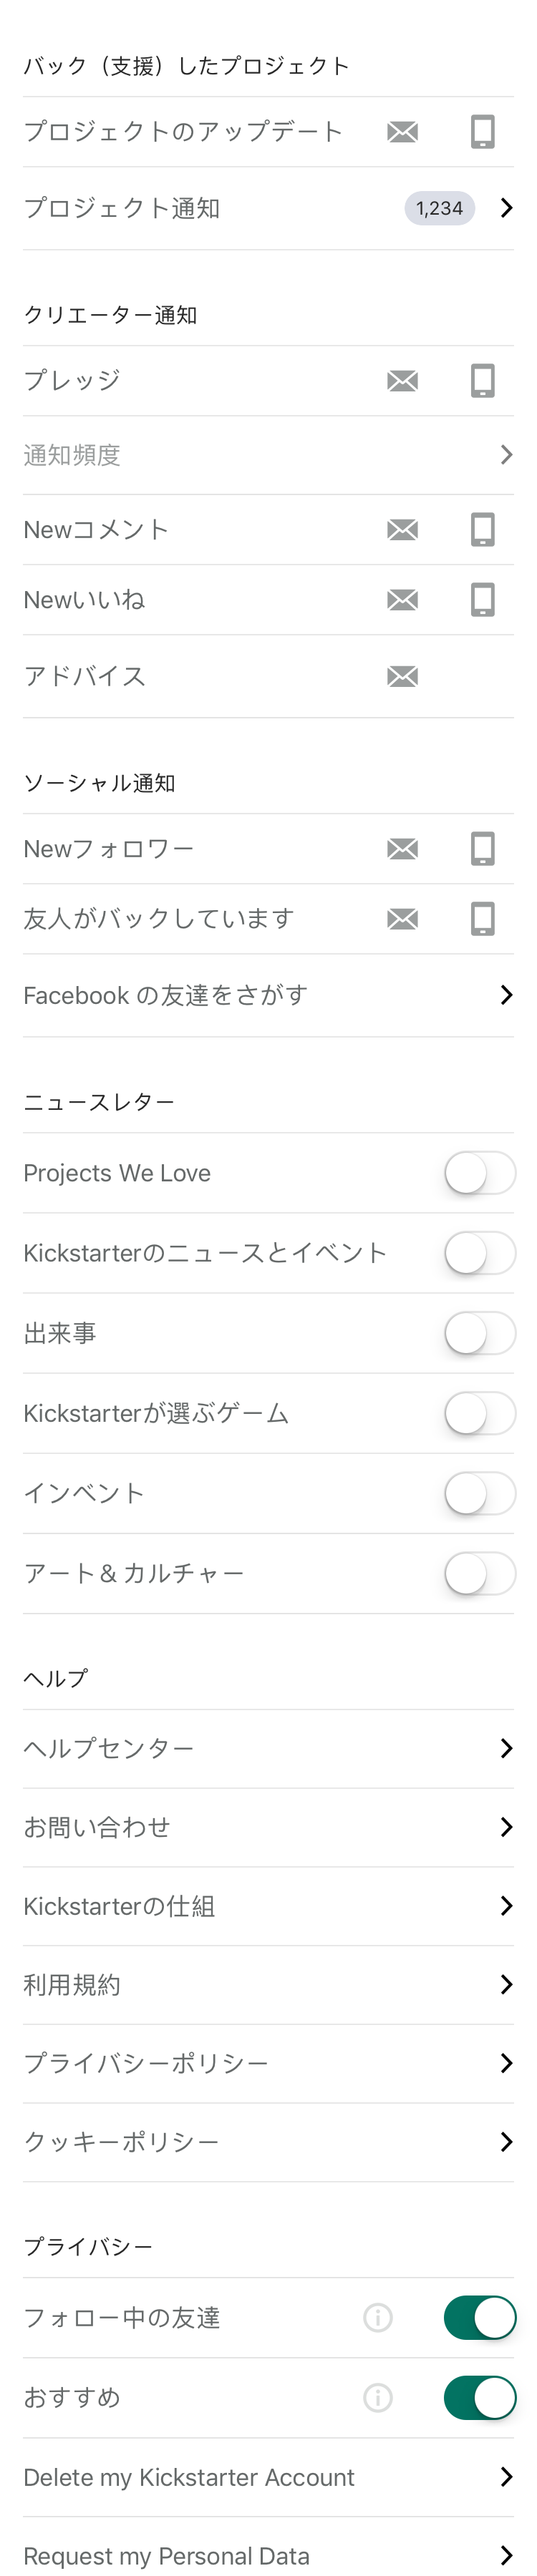 バック（支援）したプロジェクト
プロジェクトのアップデート
プロジェクト通知 1,234
クリエーター通知
プレッジ
通知頻度
Newコメント
Newいいね
アドバイス
ソーシャル通知
Newフォロワー
友人がバックしています
Facebook の友達をさがす
ニュースレター
Projects We Love
Kickstarterのニュースとイベント
出来事
Kickstarterが選ぶゲーム
インベント
アート＆カルチャー
ヘルプ
ヘルプセンター
お問い合わせ
Kickstarterの仕組
利用規約
プライバシーポリシー
クッキーポリシー
プライバシー
フォロー中の友達
おすすめ
Delete my Kickstarter Account
Request my Personal Data